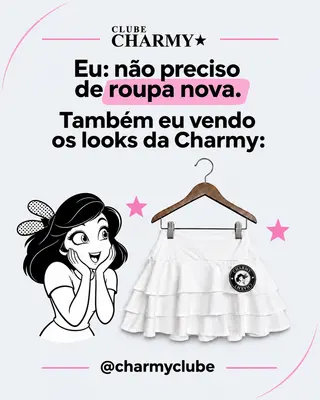 CLUBE
CHARMY★
Eu: não preciso
de roupa nova.
Também eu vendo
os looks da Charmy:
@charmyclube